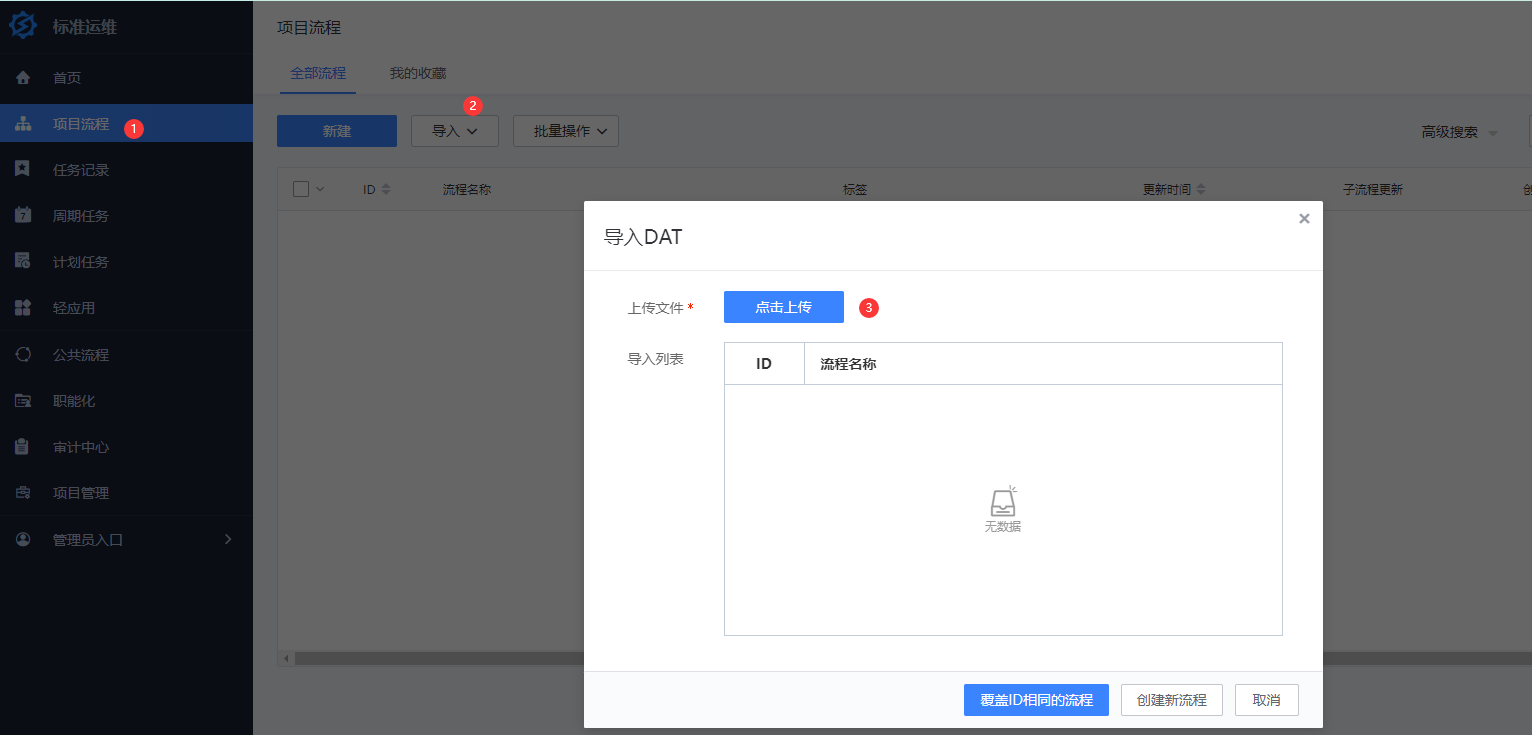 标准运维
首页
项目流程
1
任务记录
周期任务
计划任务
轻应用
公共流程
职能化
审计中心
项目管理
管理员入口
项目流程
全部流程 我的收藏
2
新建 导入 批量操作 高级搜索
ID 流程名称 标签 更新时间 子流程更新
导入DAT
上传文件 * 点击上传 3
导入列表 ID 流程名称
无数据
覆盖ID相同的流程 创建新流程 取消